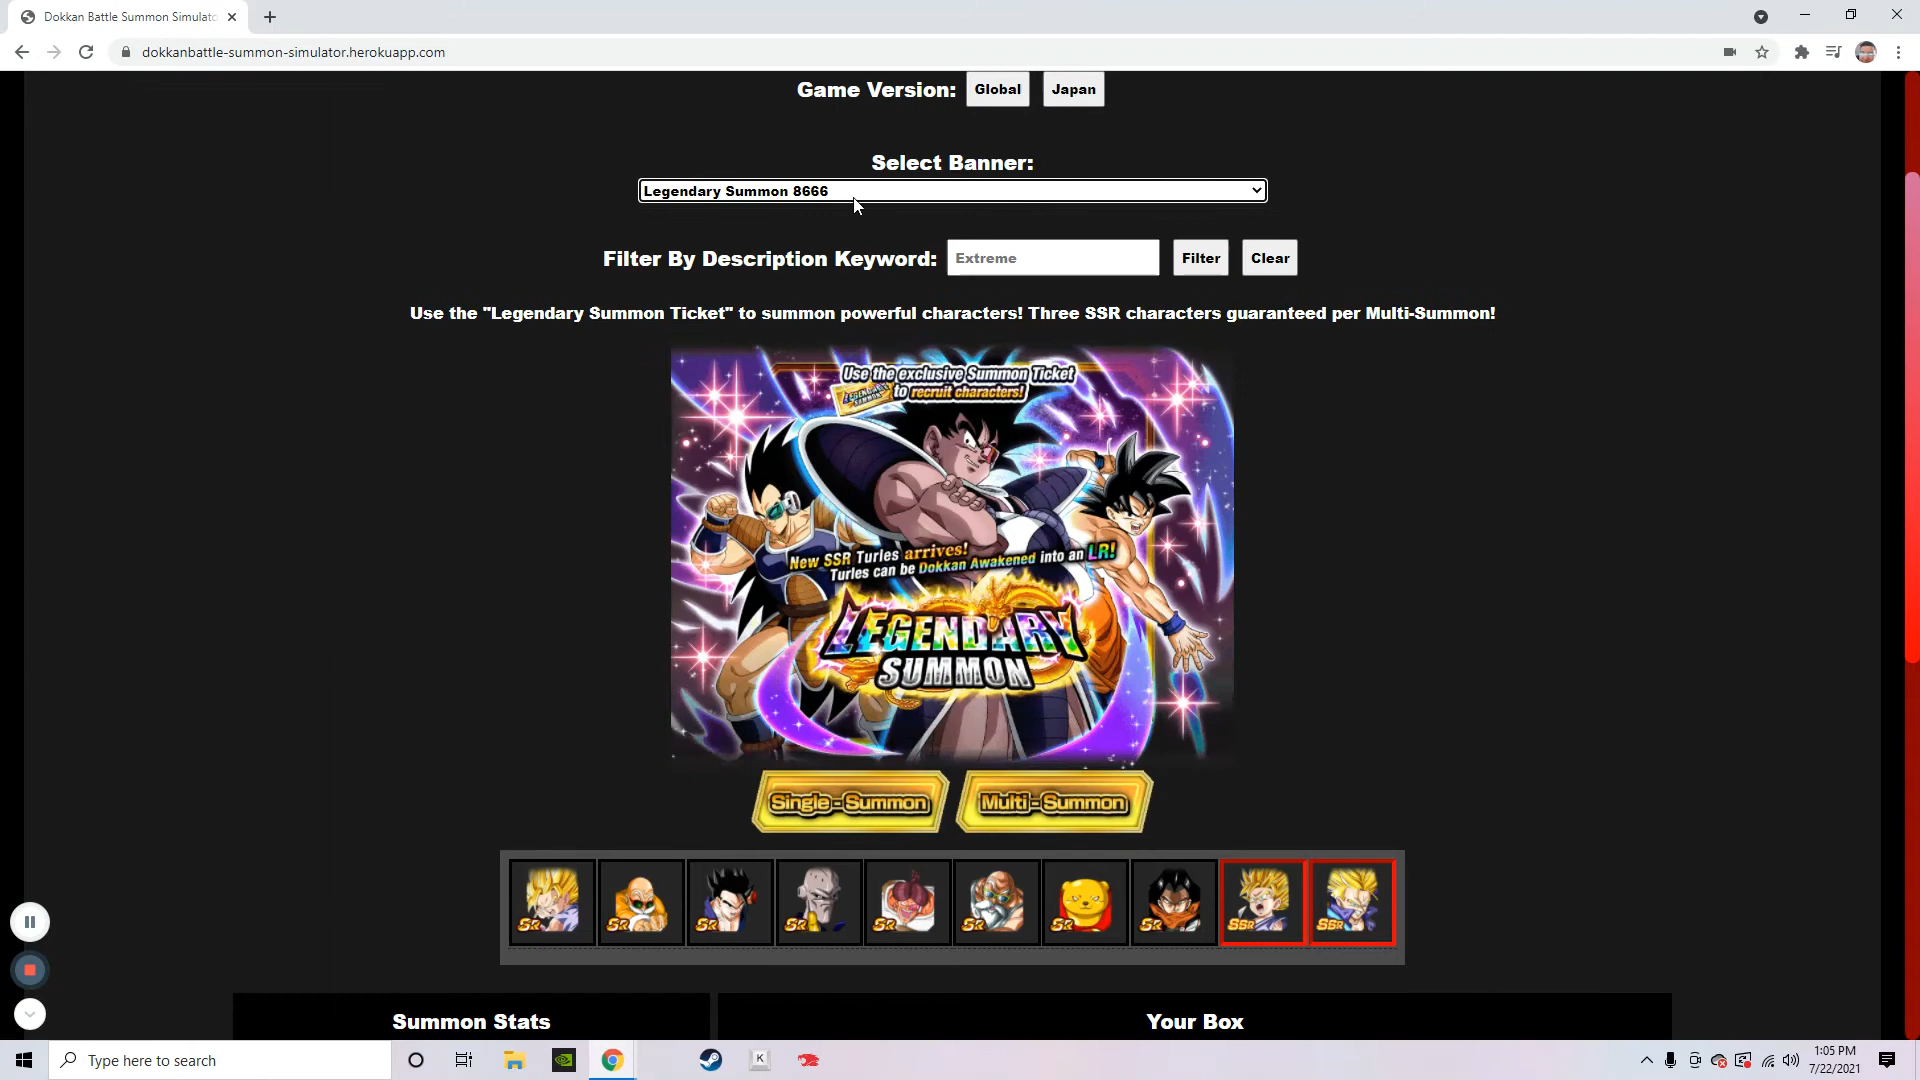 Dokkan Battle Summon Simulato
dokkanbattle-summon-simulator.herokuapp.com
Game Version: Global Japan
Select Banner:
Legendary Summon 8666
Filter By Description Keyword: Extreme Filter Clear
Use the "Legendary Summon Ticket" to summon powerful characters! Three SSR characters guaranteed per Multi-Summon!
Use the exclusive Summon Ticket
to recruit characters!
New SSR Turles arrives!
Turles can be Dokkan Awakened into an LR!
LEGENDARY
SUMMON
Single-Summon Multi-Summon
SR SR SR SR SR SR SR SR SSR SSR
Summon Stats Your Box
Type here to search
K
1:05 PM
7/22/2021